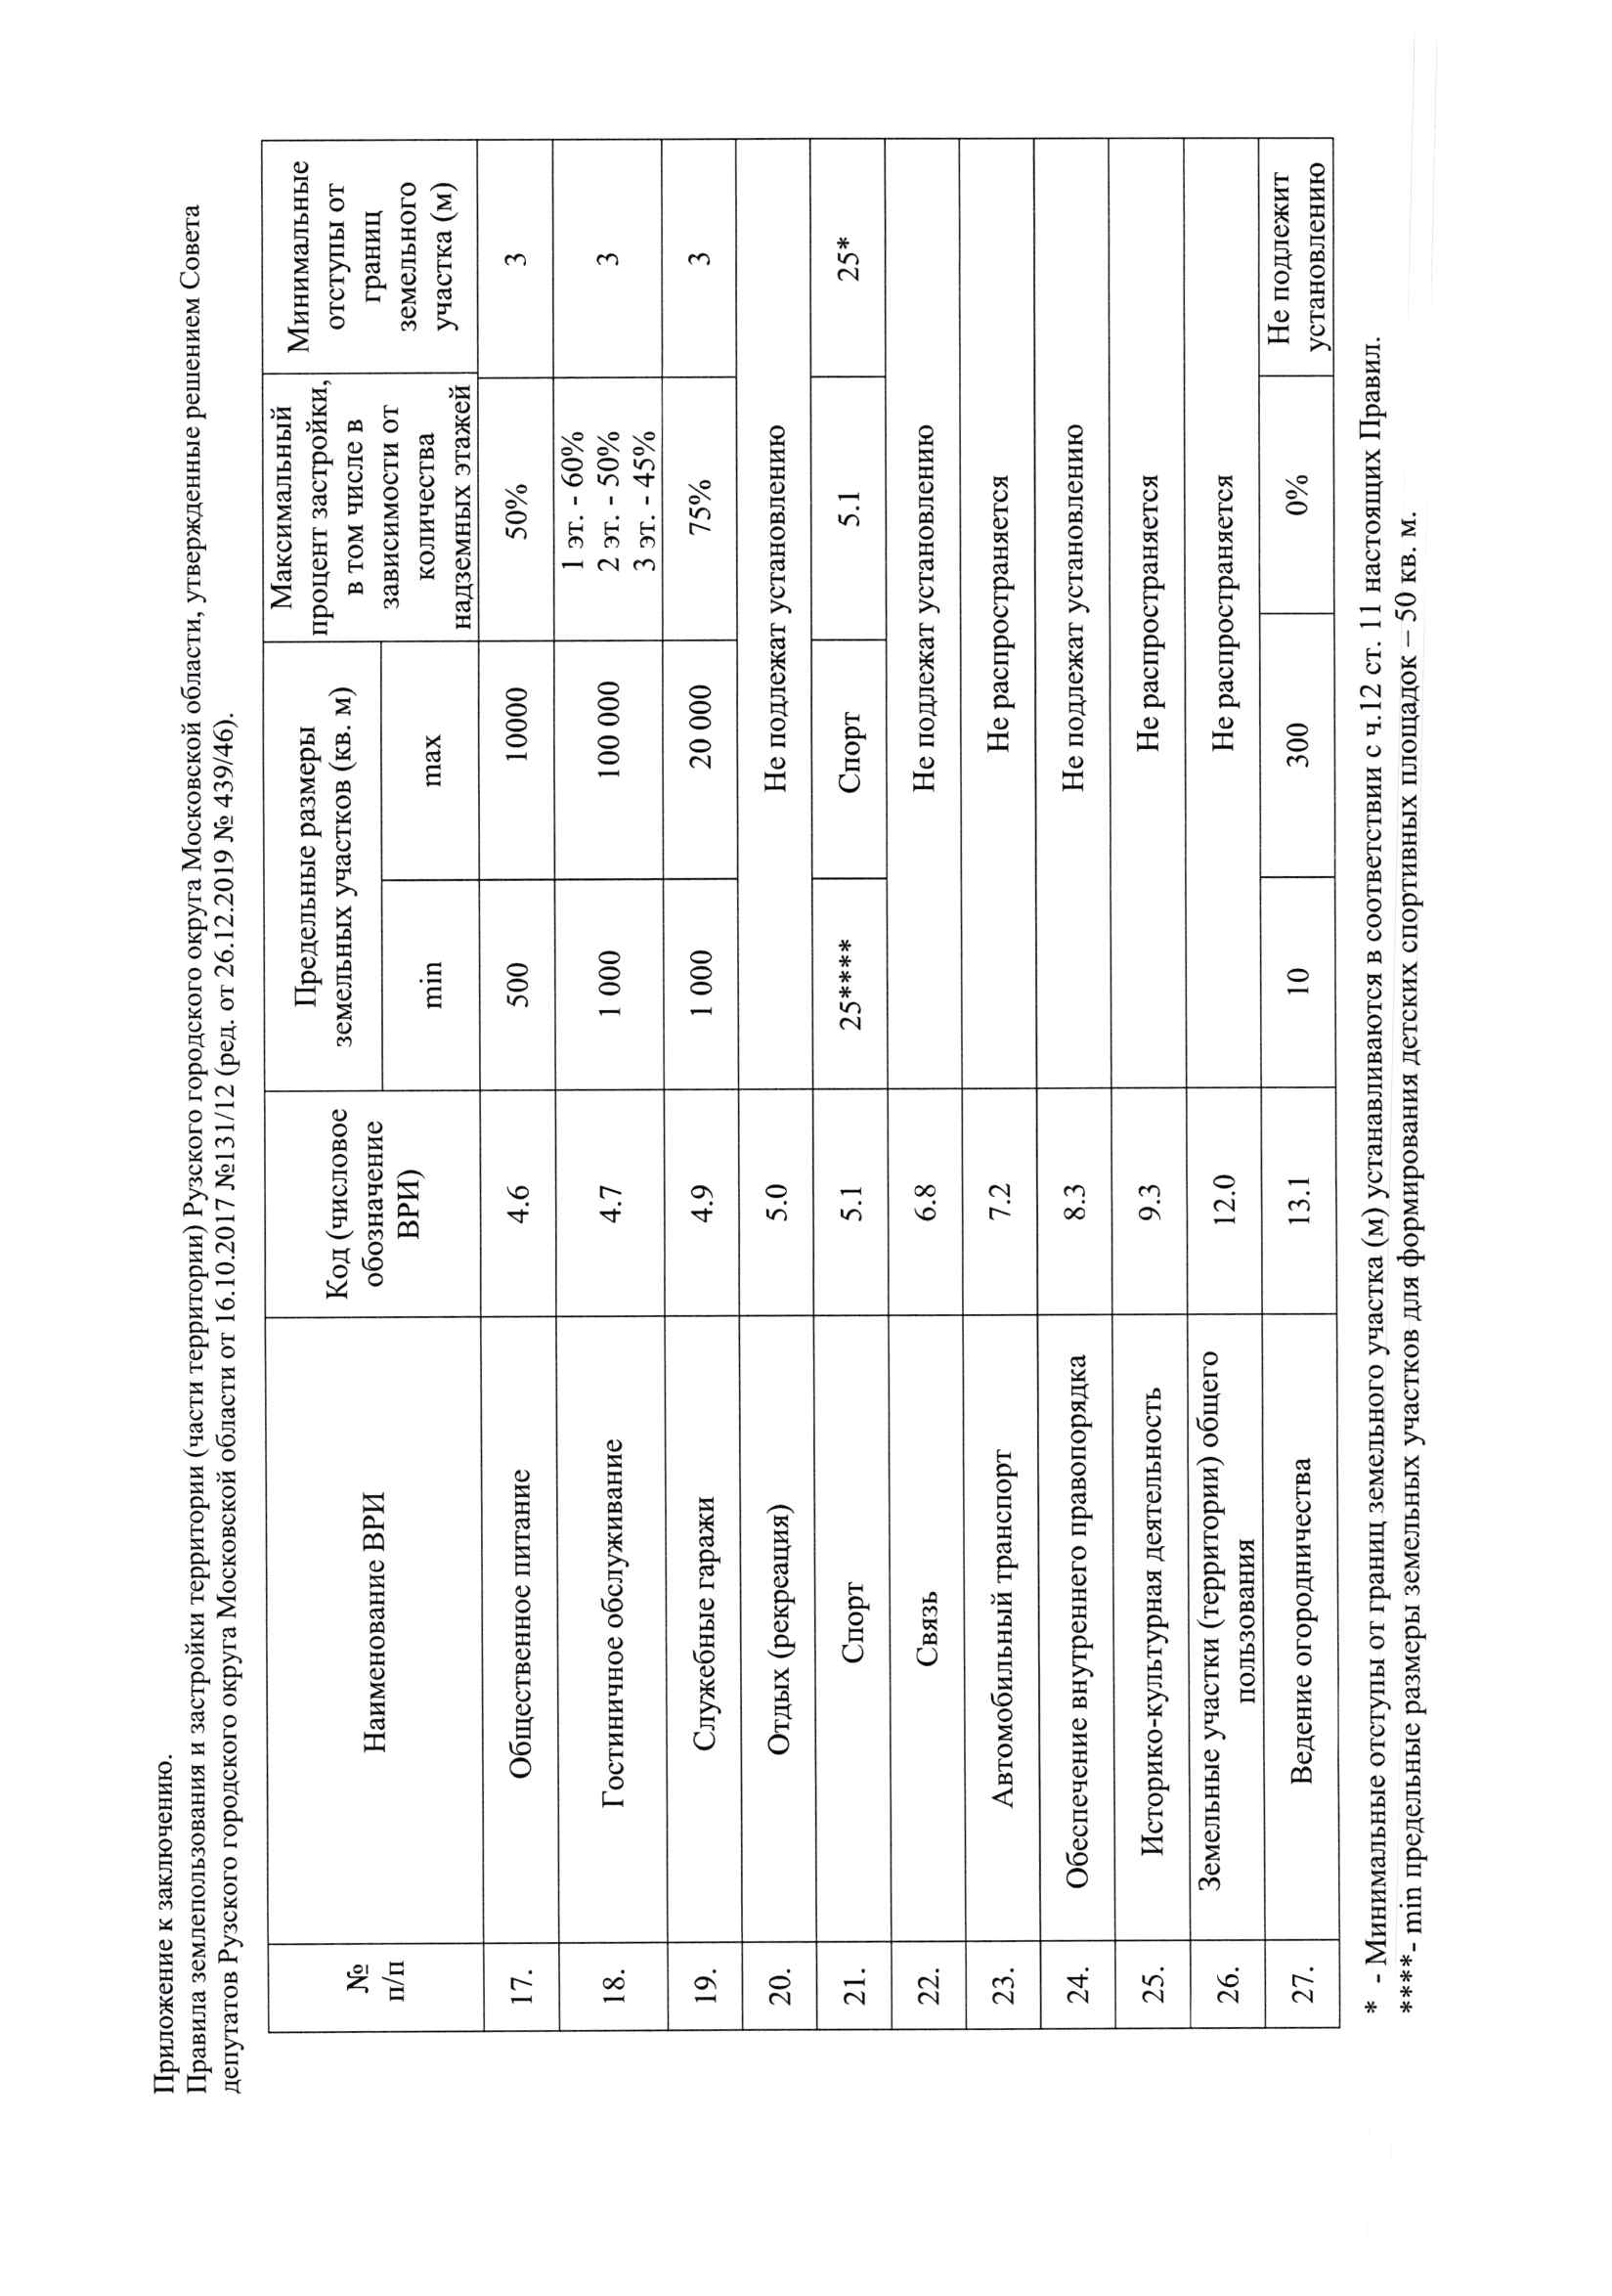 Приложение к заключению.
Правила землепользования и застройки территории (части территории) Рузского городского округа Московской области, утвержденные решением Совета
депутатов Рузского городского округа Московской области от 16.10.2017 №131/12 (ред. от 26.12.2019 № 439/46).
№
п/п
Наименование ВРИ
Код (числовое
обозначение
ВРИ)
Предельные размеры
земельных участков (кв. м)
min
max
Максимальный
процент застройки,
в том числе в
зависимости от
количества
надземных этажей
Минимальные
отступы от
границ
земельного
участка (м)
17. Общественное питание 4.6 500 10000 50% 3
18. Гостиничное обслуживание 4.7 1 000 100 000 1 эт. - 60%
2 эт. - 50%
3 эт. - 45%
3
19. Служебные гаражи 4.9 1 000 20 000 75% 3
20. Отдых (рекреация) 5.0 Не подлежат установлению
21. Спорт 5.1 25**** Спорт 5.1 25*
22. Связь 6.8 Не подлежат установлению
23. Автомобильный транспорт 7.2 Не распространяется
24. Обеспечение внутреннего правопорядка 8.3 Не подлежат установлению
25. Историко-культурная деятельность 9.3 Не распространяется
26. Земельные участки (территории) общего
пользования
12.0 Не распространяется
27. Ведение огородничества 13.1 10 300 0% Не подлежит
установлению
* - Минимальные отступы от границ земельного участка (м) устанавливаются в соответствии с ч.12 ст. 11 настоящих Правил.
****- min предельные размеры земельных участков для формирования детских спортивных площадок – 50 кв. м.